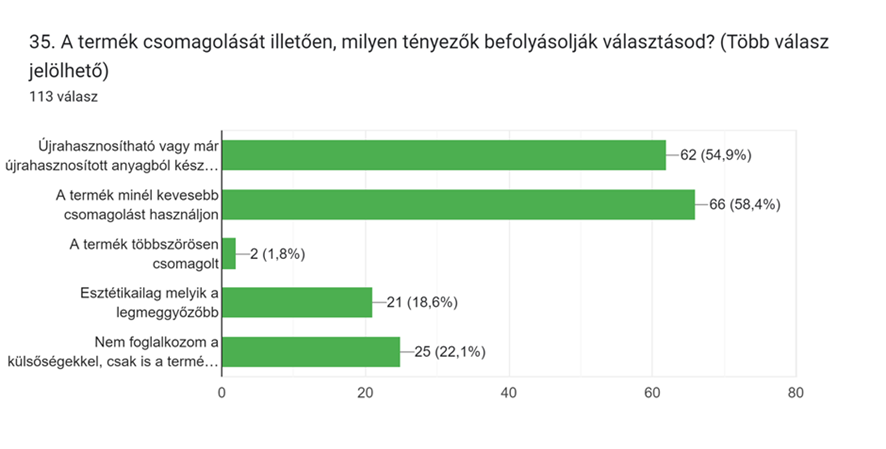 35. A termék csomagolását illetően, milyen tényezők befolyásolják választásod? (Több válasz
jelölhető)
113 válasz
Újrahasznosítható vagy már
újrahasznosított anyagból kész…
62 (54,9%)
A termék minél kevesebb
csomagolást használjon
66 (58,4%)
A termék többszörösen
csomagolt
2 (1,8%)
Esztétikailag melyik a
legmeggyőzőbb
21 (18,6%)
Nem foglalkozom a
külsőségekkel, csak is a termé…
25 (22,1%)
0 20 40 60 80